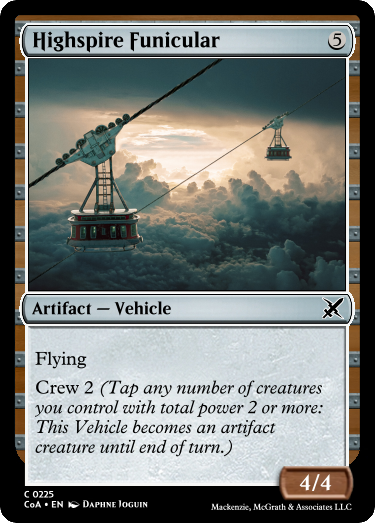 Highspire Funicular 5
Artifact — Vehicle
Flying
Crew 2 (Tap any number of creatures
you control with total power 2 or more:
This Vehicle becomes an artifact
creature until end of turn.)
4/4
C 0225
CoA • EN Daphne Joguin
Mackenzie, McGrath & Associates LLC